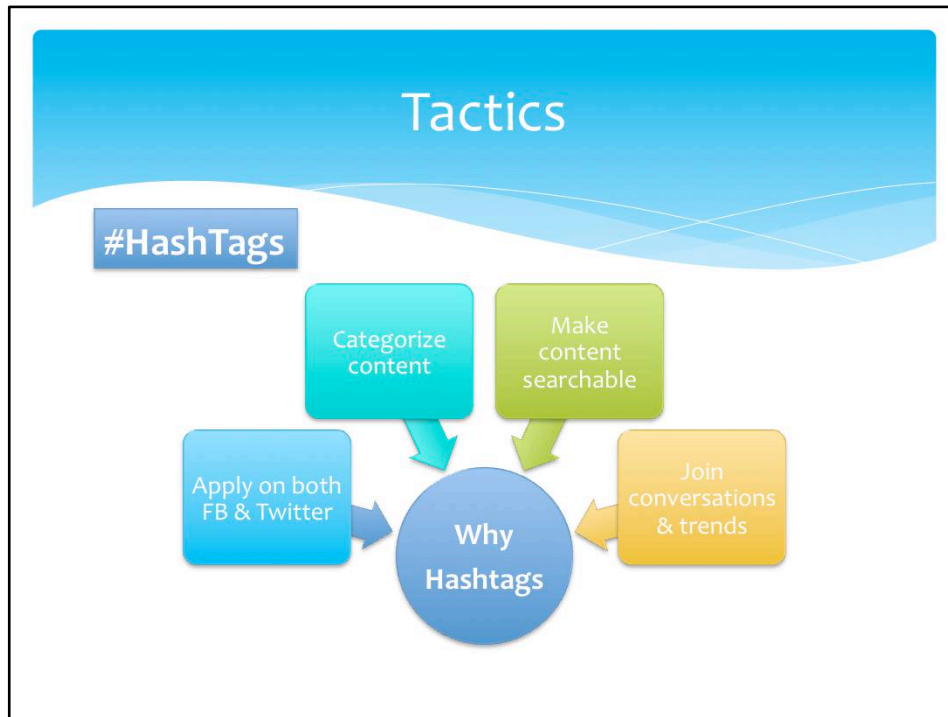 Tactics
#HashTags
Categorize
content
Make
content
searchable
Apply on both
FB & Twitter
Join
conversations
& trends
Why
Hashtags